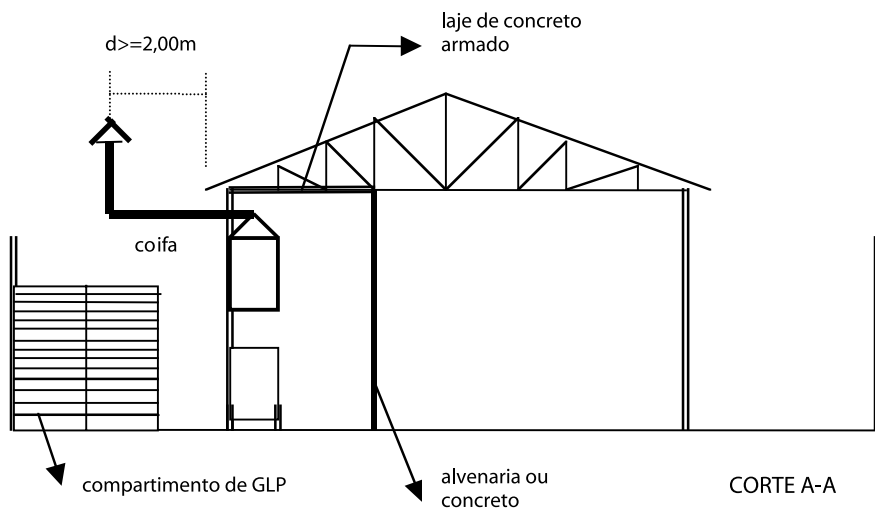 laje de concreto
armado
d>=2,00m
coifa
compartimento de GLP
alvenaria ou
concreto
CORTE A-A